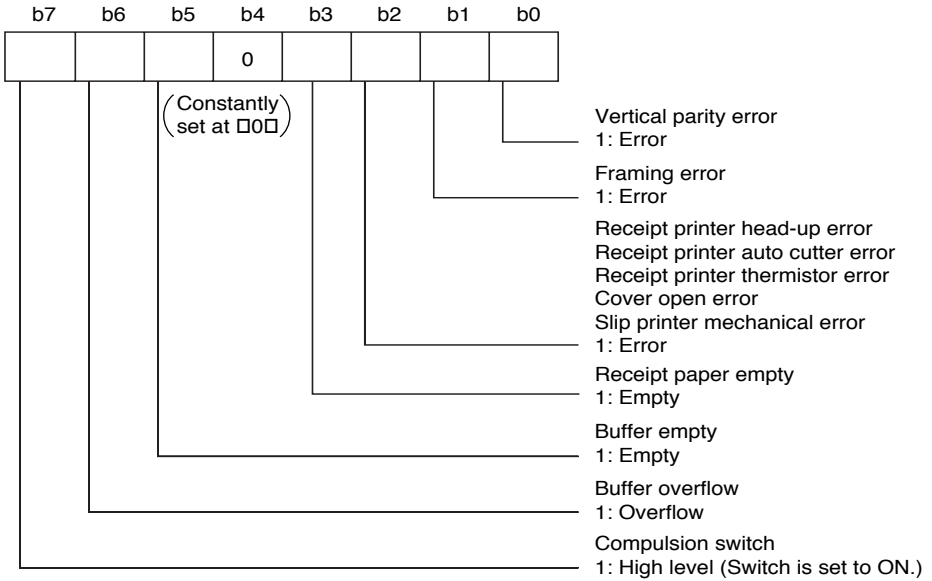 b7 b6 b5 b4 b3 b2 b1 b0
0
(Constantly
set at □0□)
Vertical parity error
1: Error
Framing error
1: Error
Receipt printer head-up error
Receipt printer auto cutter error
Receipt printer thermistor error
Cover open error
Slip printer mechanical error
1: Error
Receipt paper empty
1: Empty
Buffer empty
1: Empty
Buffer overflow
1: Overflow
Compulsion switch
1: High level (Switch is set to ON.)